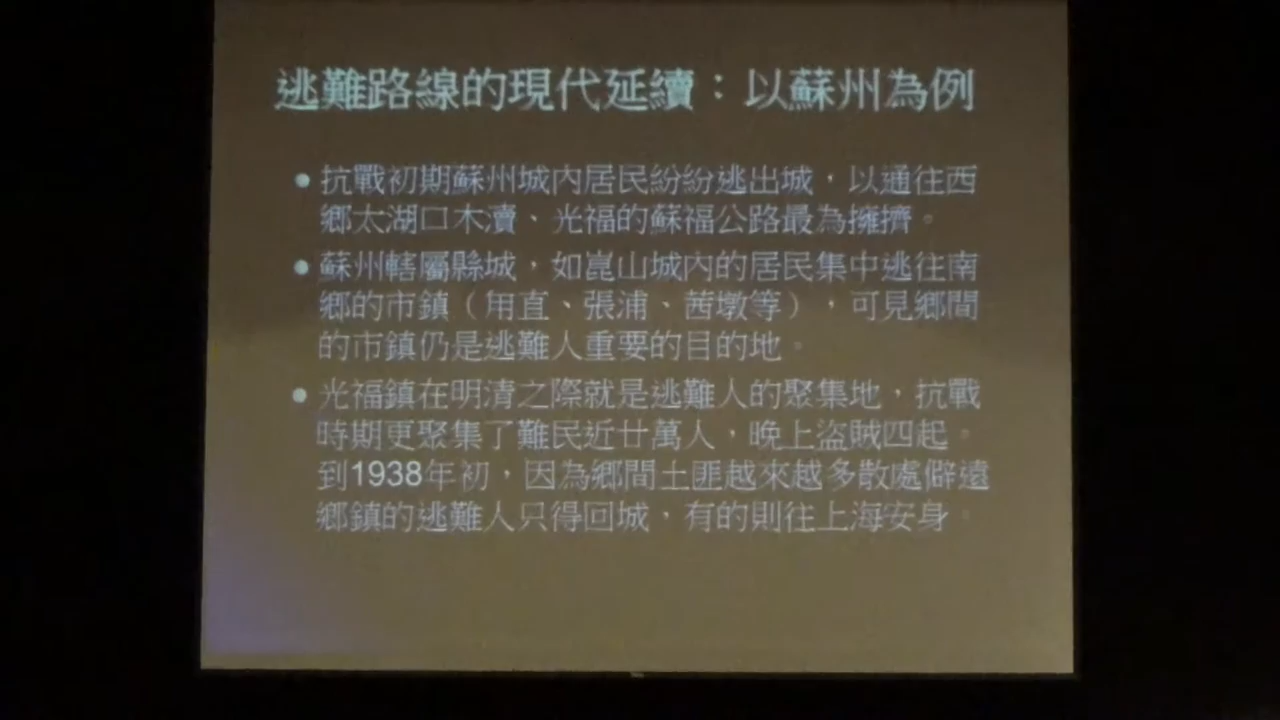 逃難路線的現代延續：以蘇州為例
• 抗戰初期蘇州城內居民紛紛逃出城，以通往西
鄉太湖口木瀆、光福的蘇福公路最為擁擠。
• 蘇州轄屬縣城，如崑山城內的居民集中逃往南
鄉的市鎮（用直、張浦、茜墩等），可見鄉間
的市鎮仍是逃難人重要的目的地。
• 光福鎮在明清之際就是逃難人的聚集地，抗戰
時期更聚集了難民近廿萬人，晚上盜賊四起。
到1938年初，因為鄉間土匪越來越多散處僻遠
鄉鎮的逃難人只得回城，有的則往上海安身。